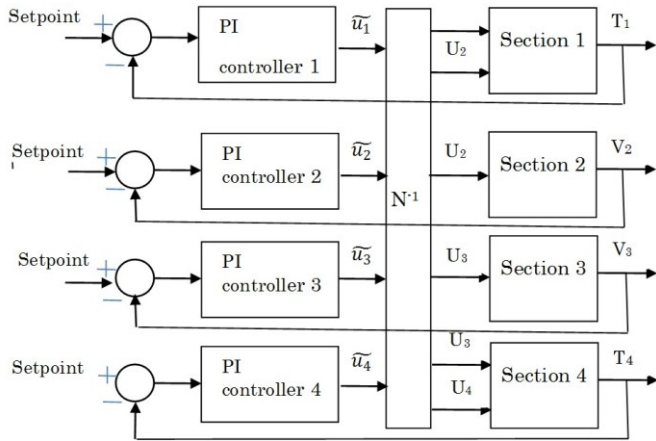 Setpoint
+
−
PI
controller 1
ũ1
U2
Section 1
T1
Setpoint
+
−
PI
controller 2
ũ2
N-1
U2
Section 2
V2
Setpoint
+
−
PI
controller 3
ũ3
U3
Section 3
V3
Setpoint
+
−
PI
controller 4
ũ4
U3
U4
Section 4
T4